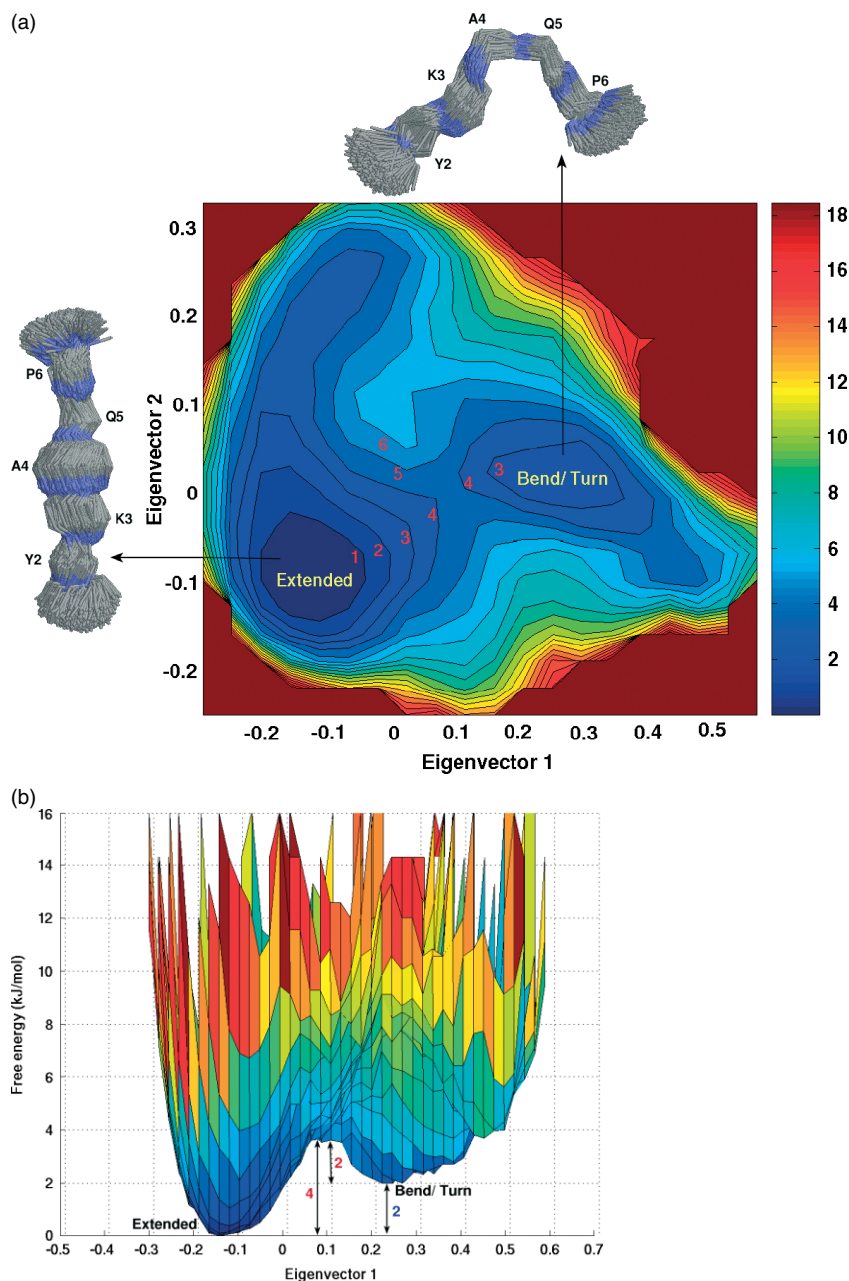 (a)
A4
Q5
K3
P6
Y2
P6
Q5
A4
K3
Y2
Eigenvector 2
0.3
0.2
0.1
0
-0.1
-0.2
6
5
4
3
4
3
2
1
Bend/ Turn
Extended
18
16
14
12
10
8
6
4
2
-0.2 -0.1 0 0.1 0.2 0.3 0.4 0.5
Eigenvector 1
(b)
Free energy (kJ/mol)
16
14
12
10
8
6
4
2
0
2
4
Bend/ Turn
2
Extended
-0.5 -0.4 -0.3 -0.2 -0.1 0 0.1 0.2 0.3 0.4 0.5 0.6 0.7
Eigenvector 1